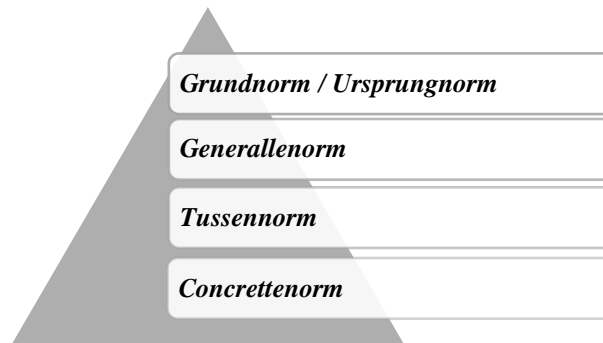 Grundnorm / Ursprungnorm
Generallenorm
Tussennorm
Concrettenorm